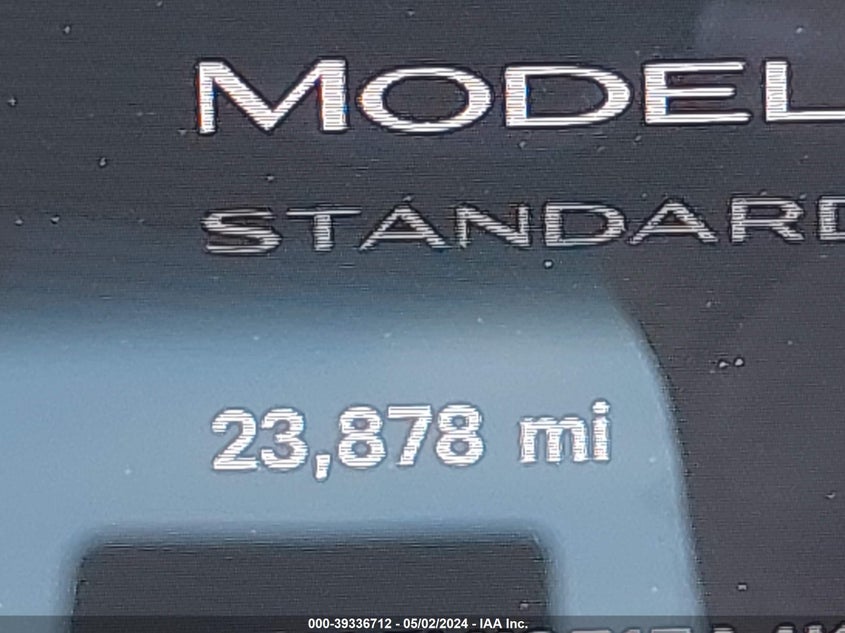 MODEL
STANDARD
23,878 mi
000-39336712 - 05/02/2024 - IAA Inc.